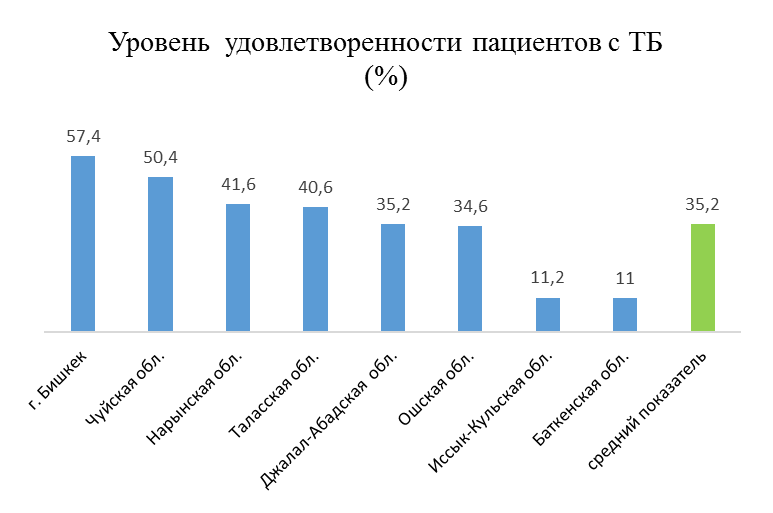 Уровень удовлетворенности пациентов с ТБ
(%)
57,4
50,4
41,6
40,6
35,2
34,6
11,2
11
35,2
г. Бишкек
Чуйская обл.
Нарынская обл.
Таласская обл.
Джалал-Абадская обл.
Ошская обл.
Иссык-Кульская обл.
Баткенская обл.
средний показатель